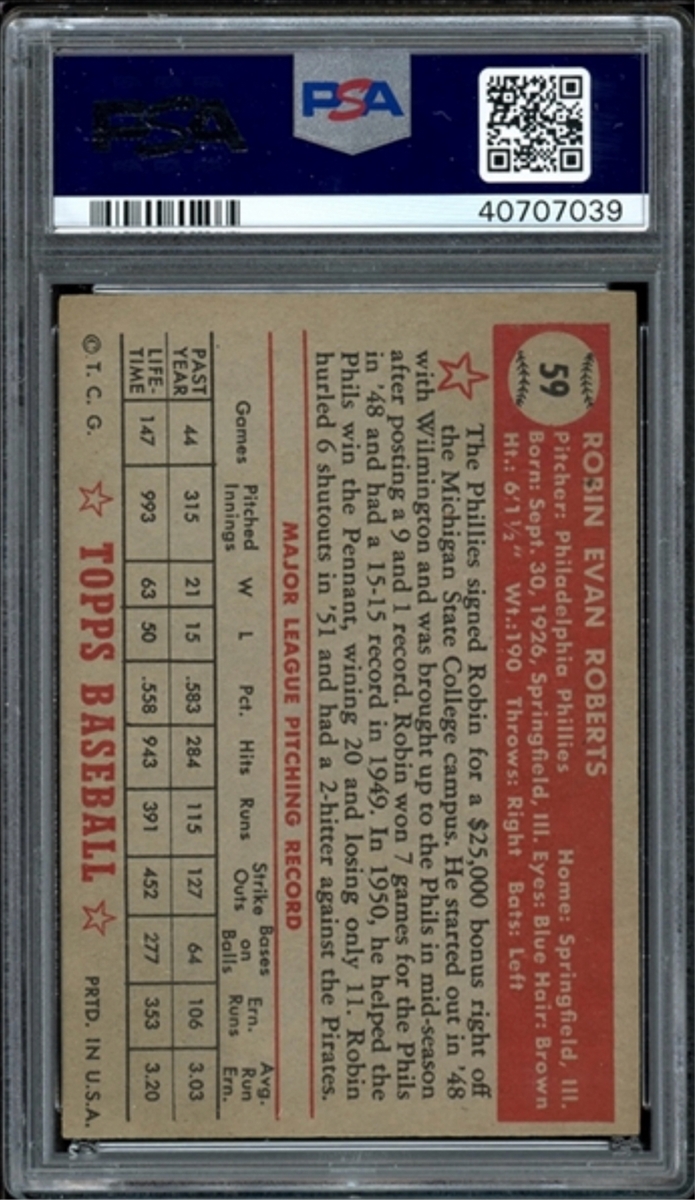 PSA
PSA
40707039
59
ROBIN EVAN ROBERTS
Pitcher: Philadelphia Phillies Home: Springfield, Ill.
Born: Sept. 30, 1926, Springfield, Ill. Eyes: Blue Hair: Brown
Ht.: 6'1½" Wt.:190 Throws: Right Bats: Left
The Phillies signed Robin for a $25,000 bonus right off
the Michigan State College campus. He started out in '48
with Wilmington and was brought up to the Phils in mid-season
after posting a 9 and 1 record. Robin won 7 games for the Phils
in '48 and had a 15-15 record in 1949. In 1950, he helped the
Phils win the Pennant, wining 20 and losing only 11. Robin
hurled 6 shutouts in '51 and had a 2-hitter against the Pirates.
MAJOR LEAGUE PITCHING RECORD
Games Pitched Innings W L Pct. Hits Runs Strike Outs Bases on Balls Ern. Runs Avg. Run Ern.
PAST YEAR 44 315 21 15 .583 284 115 127 64 106 3.03
LIFE-TIME 147 993 63 50 .558 943 391 452 277 353 3.20
© T. C. G. TOPPS BASEBALL PRTD. IN U.S.A.